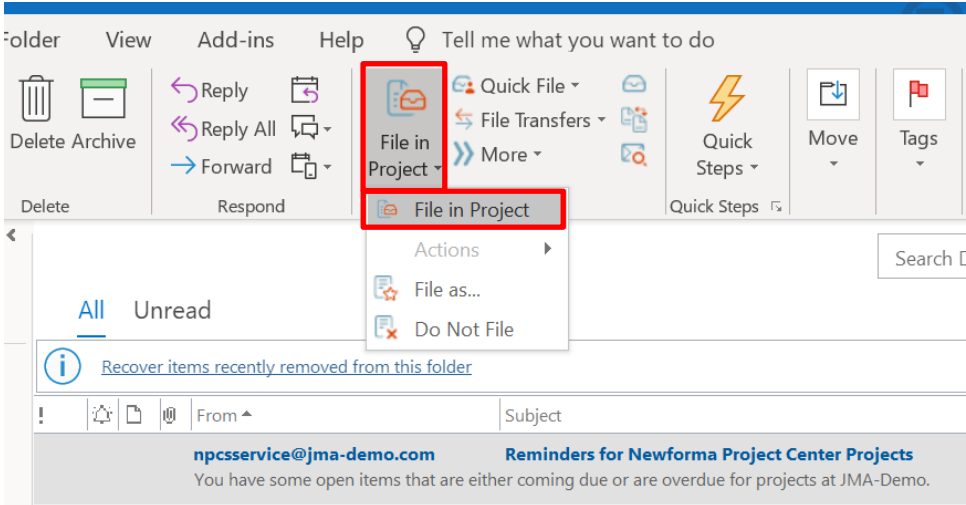 Folder View Add-ins Help Tell me what you want to do
Delete Archive
Reply
Reply All
Forward
File in
Project
Quick File
File Transfers
More
Quick
Steps
Move
Tags
Delete Respond Quick Steps
File in Project
Actions
File as...
Do Not File
Search D
All Unread
Recover items recently removed from this folder
! From Subject
npcsservice@jma-demo.com Reminders for Newforma Project Center Projects
You have some open items that are either coming due or are overdue for projects at JMA-Demo.